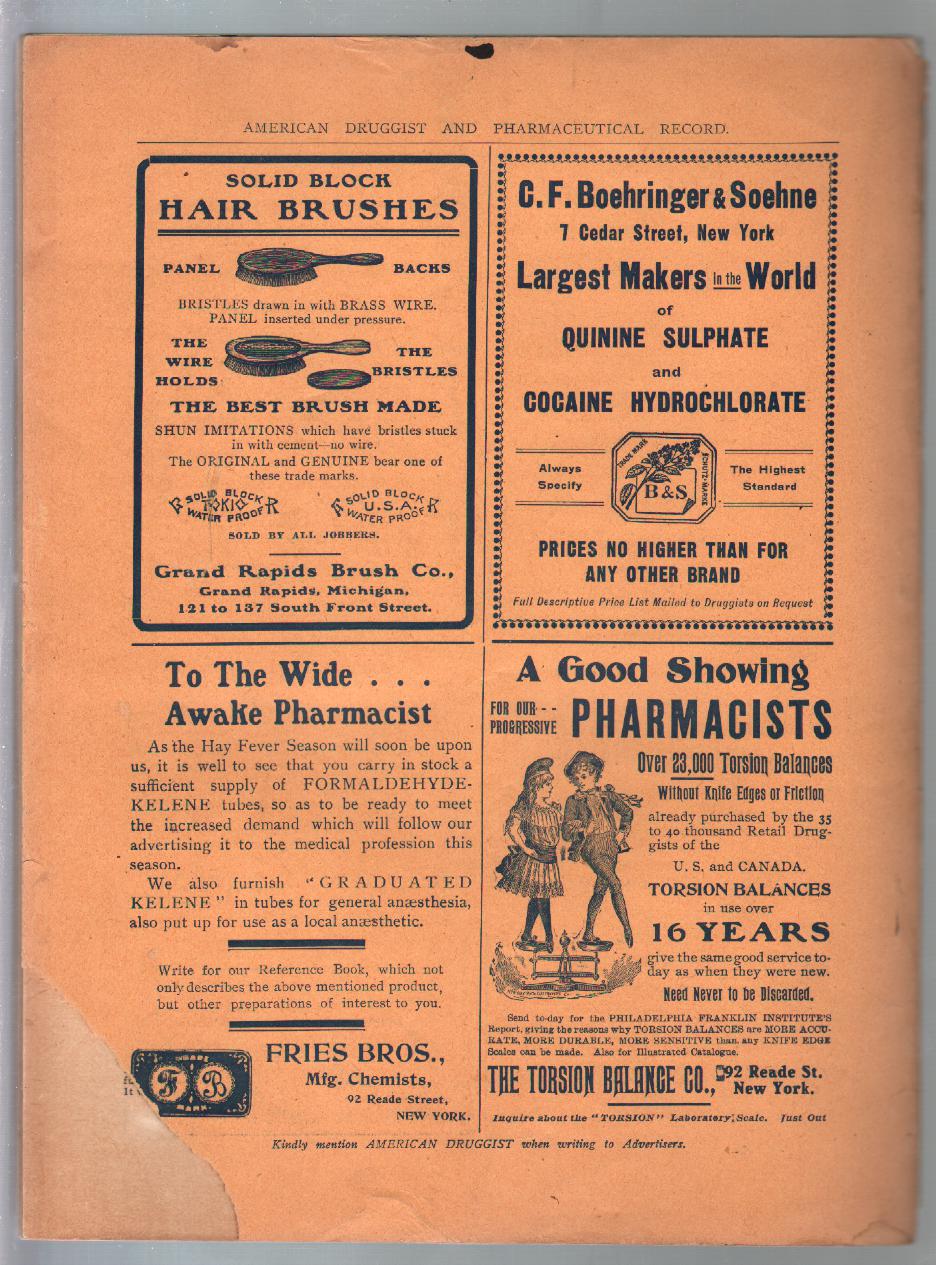 AMERICAN DRUGGIST AND PHARMACEUTICAL RECORD.
SOLID BLOCK
HAIR BRUSHES
PANEL BACKS
BRISTLES drawn in with BRASS WIRE.
PANEL inserted under pressure.
THE WIRE HOLDS
THE BRISTLES
THE BEST BRUSH MADE
SHUN IMITATIONS which have bristles stuck
in with cement—no wire.
The ORIGINAL and GENUINE bear one of
these trade marks.
G SOLID BLOCK R
TOKIO
WATER PROOF
G SOLID BLOCK R
U.S.A.
WATER PROOF
SOLD BY ALL JOBBERS.
Grand Rapids Brush Co.,
Grand Rapids, Michigan,
121 to 137 South Front Street.
C. F. Boehringer & Soehne
7 Cedar Street, New York
Largest Makers in the World
of
QUININE SULPHATE
and
COCAINE HYDROCHLORATE
Always
Specify
TRADE MARK
SCHUTZ-MARKE
B & S
The Highest
Standard
PRICES NO HIGHER THAN FOR
ANY OTHER BRAND
Full Descriptive Price List Mailed to Druggists on Request
To The Wide . . .
Awake Pharmacist
As the Hay Fever Season will soon be upon
us, it is well to see that you carry in stock a
sufficient supply of FORMALDEHYDE-
KELENE tubes, so as to be ready to meet
the increased demand which will follow our
advertising it to the medical profession this
season.
We also furnish "GRADUATED
KELENE" in tubes for general anæsthesia,
also put up for use as a local anæsthetic.
Write for our Reference Book, which not
only describes the above mentioned product,
but other preparations of interest to you.
TRADE
F B
MARK.
It
FRIES BROS.,
Mfg. Chemists,
92 Reade Street,
NEW YORK.
A Good Showing
FOR OUR - -
PROGRESSIVE PHARMACISTS
Over 23,000 Torsion Balances
Without Knife Edges or Friction
already purchased by the 35
to 40 thousand Retail Drug-
gists of the
U. S. and CANADA.
TORSION BALANCES
in use over
16 YEARS
give the same good service to-
day as when they were new.
Need Never to be Discarded.
Send to-day for the PHILADELPHIA FRANKLIN INSTITUTE'S
Report, giving the reasons why TORSION BALANCES are MORE ACCU-
RATE, MORE DURABLE, MORE SENSITIVE than any KNIFE EDGE
Scales can be made. Also for Illustrated Catalogue.
THE TORSION BALANCE CO., 92 Reade St.
New York.
Inquire about the "TORSION" Laboratory Scale. Just Out
Kindly mention AMERICAN DRUGGIST when writing to Advertisers.